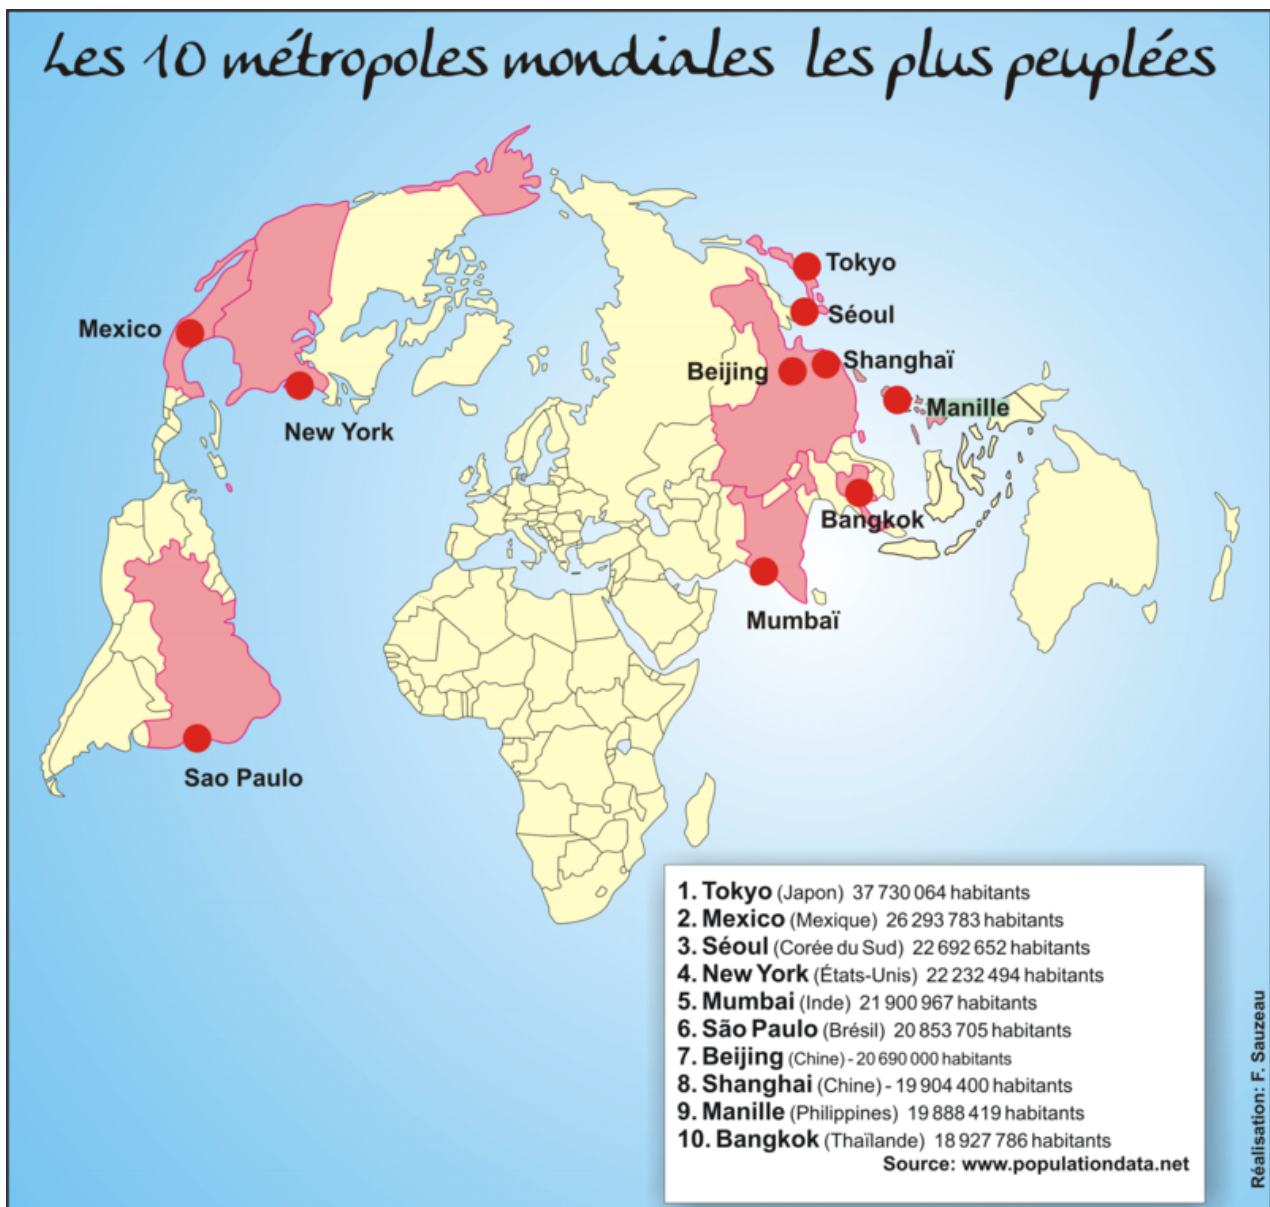 Les 10 métropoles mondiales les plus peuplées
Tokyo
Séoul
Mexico
Shanghaï
Beijing
Manille
New York
Bangkok
Mumbaï
Sao Paulo
1. Tokyo (Japon) 37 730 064 habitants
2. Mexico (Mexique) 26 293 783 habitants
3. Séoul (Corée du Sud) 22 692 652 habitants
4. New York (États-Unis) 22 232 494 habitants
5. Mumbai (Inde) 21 900 967 habitants
6. São Paulo (Brésil) 20 853 705 habitants
7. Beijing (Chine) - 20 690 000 habitants
8. Shanghai (Chine) - 19 904 400 habitants
9. Manille (Philippines) 19 888 419 habitants
10. Bangkok (Thaïlande) 18 927 786 habitants
Source: www.populationdata.net
Réalisation: F. Sauzeau